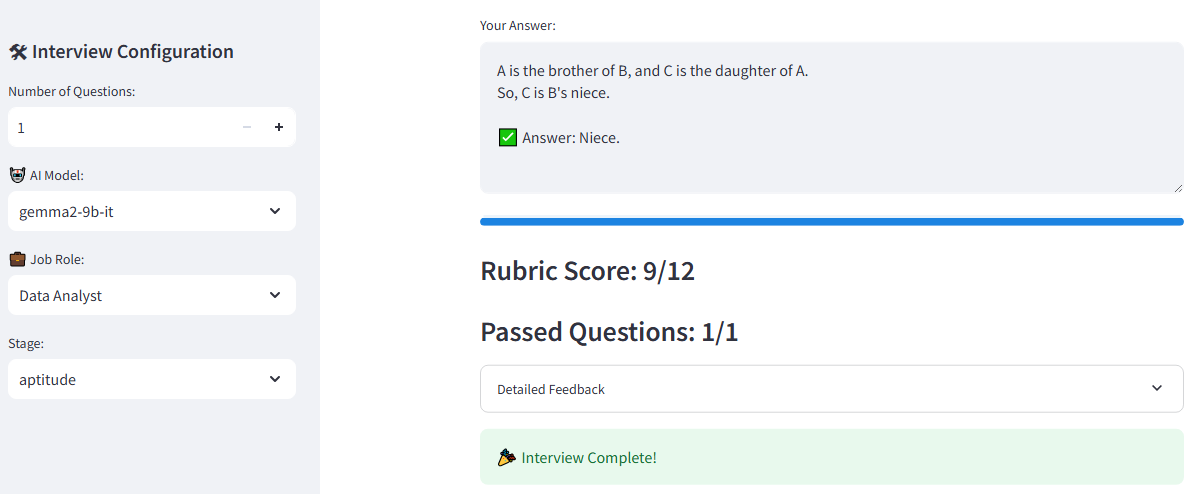 🛠 Interview Configuration
Number of Questions:
1
🤖 AI Model:
gemma2-9b-it
💼 Job Role:
Data Analyst
Stage:
aptitude
Your Answer:
A is the brother of B, and C is the daughter of A.
So, C is B's niece.
✅ Answer: Niece.
Rubric Score: 9/12
Passed Questions: 1/1
Detailed Feedback
🎉 Interview Complete!